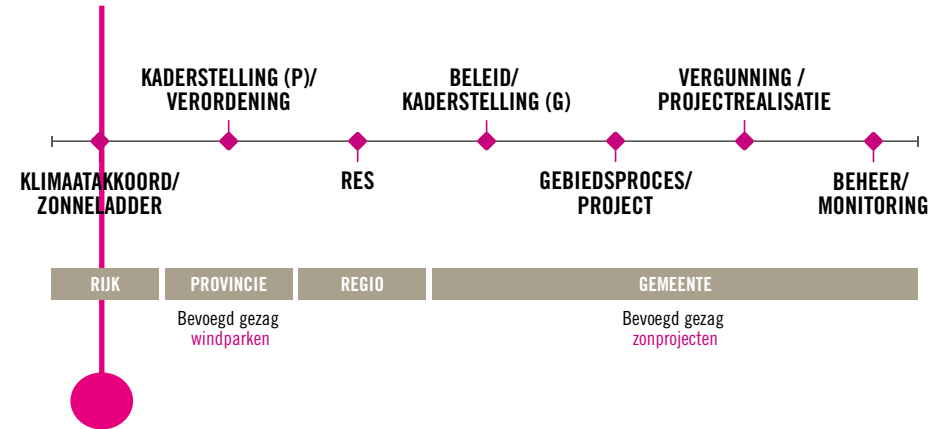 KADERSTELLING (P)/
VERORDENING
BELEID/
KADERSTELLING (G)
VERGUNNING /
PROJECTREALISATIE
KLIMAATAKKOORD/
ZONNELADDER
RES
GEBIEDSPROCES/
PROJECT
BEHEER/
MONITORING
RIJK
PROVINCIE
REGIO
GEMEENTE
Bevoegd gezag
windparken
Bevoegd gezag
zonprojecten